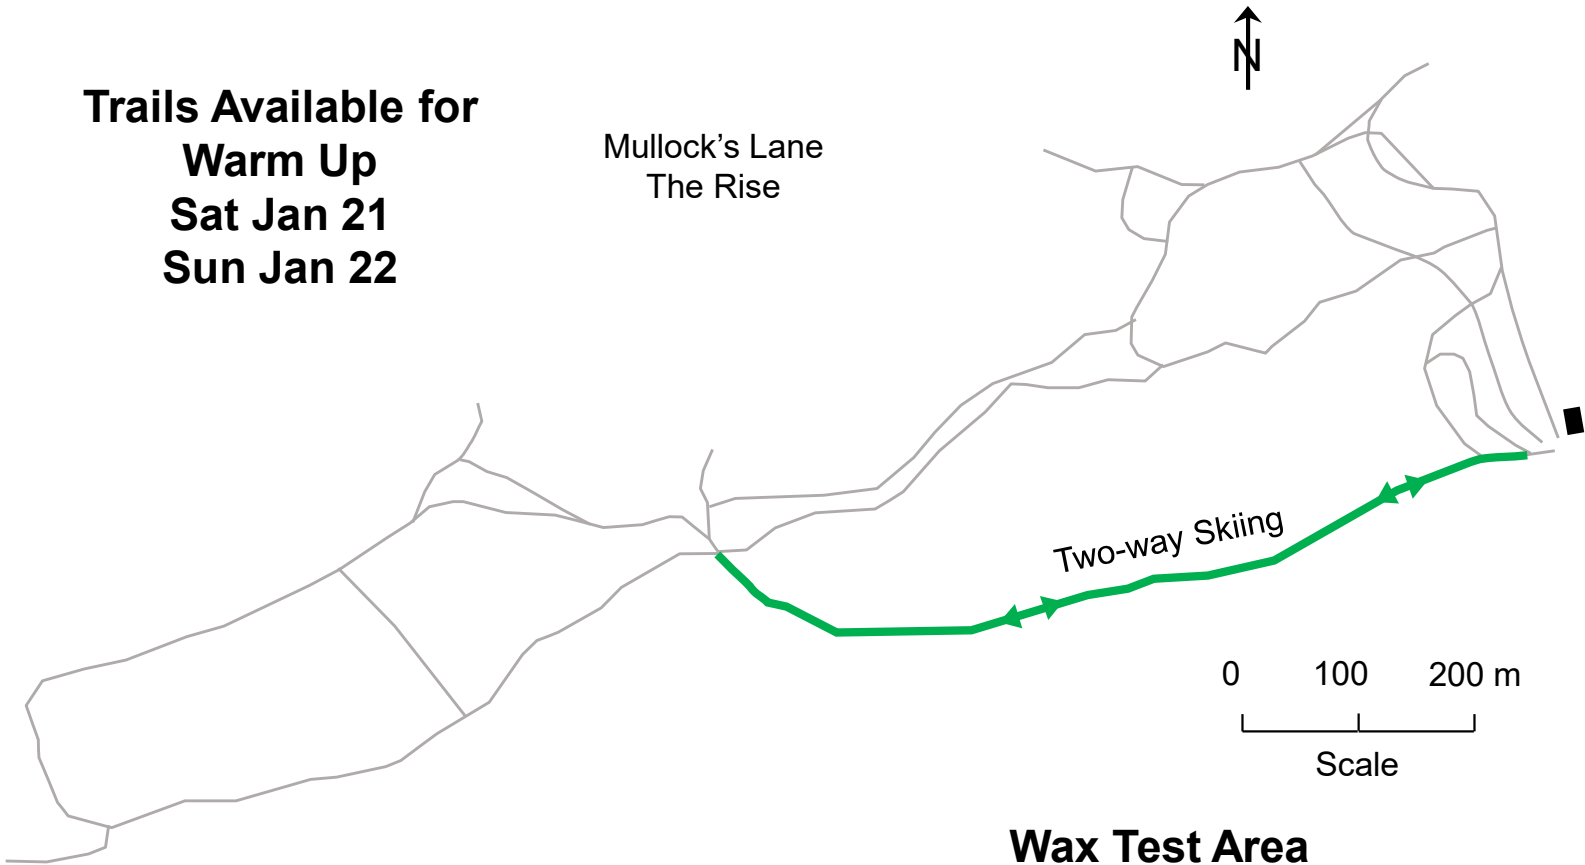 N
Trails Available for
Warm Up
Sat Jan 21
Sun Jan 22
Mullock’s Lane
The Rise
Two-way Skiing
0 100 200 m
Scale
Wax Test Area